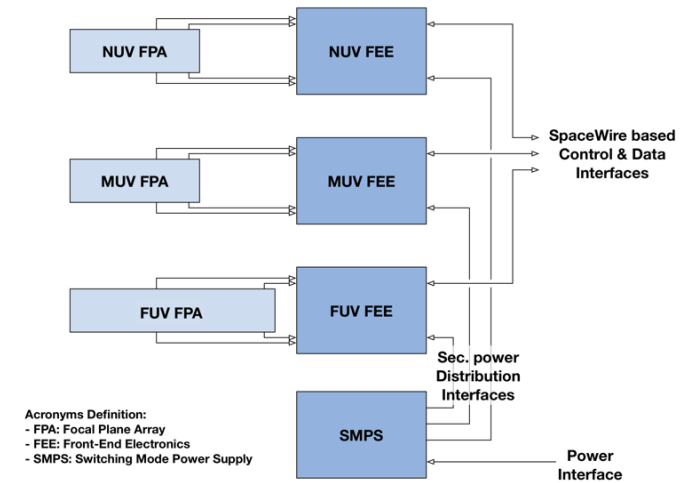 NUV FPA
NUV FEE
SpaceWire based
Control & Data
Interfaces
MUV FPA
MUV FEE
FUV FPA
FUV FEE
Sec. power
Distribution
Interfaces
Acronyms Definition:
- FPA: Focal Plane Array
- FEE: Front-End Electronics
- SMPS: Switching Mode Power Supply
SMPS
Power
Interface